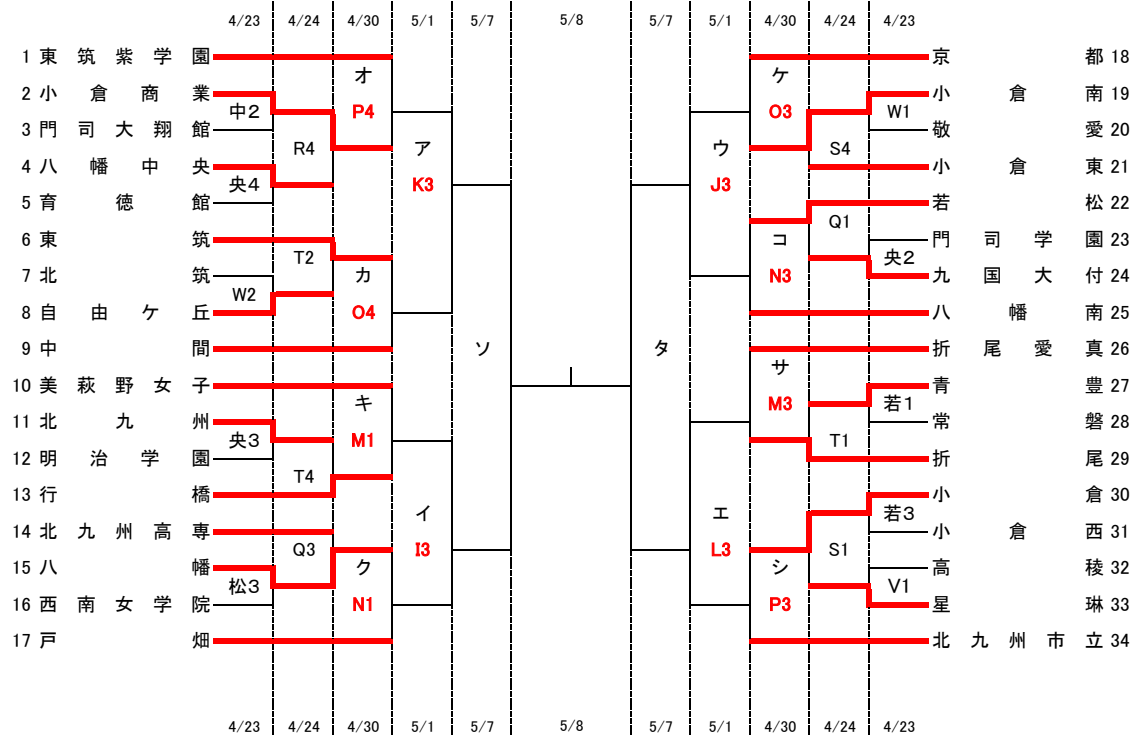 4/23 4/24 4/30 5/1 5/7 5/8 5/7 5/1 4/30 4/24 4/23
1 東筑紫学園
2 小倉商業
3 門司大翔館
4 八幡中央
5 育徳館
6 東筑
7 北筑
8 自由ケ丘
9 中間
10 美萩野女子
11 北九州
12 明治学園
13 行橋
14 北九州高専
15 八幡
16 西南女学院
17 戸畑
中2
央4
W2
央3
松3
R4
T2
T4
Q3
オ
P4
カ
O4
キ
M1
ク
N1
ア
K3
イ
I3
ソ
タ
ウ
J3
エ
L3
ケ
O3
コ
N3
サ
M3
シ
P3
S4
Q1
T1
S1
W1
央2
若1
若3
V1
京都 18
小倉南 19
敬愛 20
小倉東 21
若松 22
門司学園 23
九国大付 24
八幡南 25
折尾愛真 26
青豊 27
常磐 28
折尾 29
小倉 30
小倉西 31
高稜 32
星琳 33
北九州市立 34
4/23 4/24 4/30 5/1 5/7 5/8 5/7 5/1 4/30 4/24 4/23